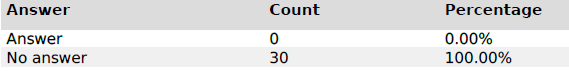 Answer Count Percentage
Answer 0 0.00%
No answer 30 100.00%